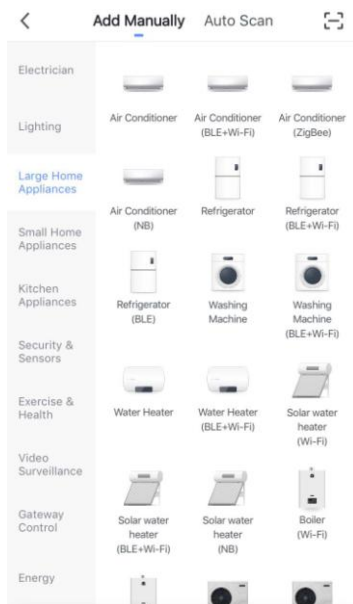 Add Manually Auto Scan
Electrician
Lighting
Large Home
Appliances
Small Home
Appliances
Kitchen
Appliances
Security &
Sensors
Exercise &
Health
Video
Surveillance
Gateway
Control
Energy
Air Conditioner
Air Conditioner
(BLE+Wi-Fi)
Air Conditioner
(ZigBee)
Air Conditioner
(NB)
Refrigerator
Refrigerator
(BLE+Wi-Fi)
Refrigerator
(BLE)
Washing
Machine
Washing
Machine
(BLE+Wi-Fi)
Water Heater
Water Heater
(BLE+Wi-Fi)
Solar water
heater
(Wi-Fi)
Solar water
heater
(BLE+Wi-Fi)
Solar water
heater
(NB)
Boiler
(Wi-Fi)